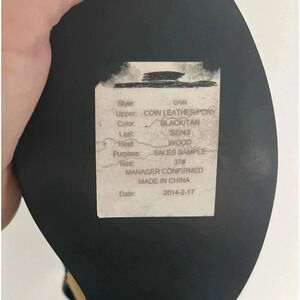 Style:
Upper: COW LEATHER/PONY
Color: BLACK/TAN
Last: S2243
Heel: WOOD
Purpose: SALES SAMPLE
Size: 37#
MANAGER CONFIRMED
MADE IN CHINA
Date: 2014-2-17